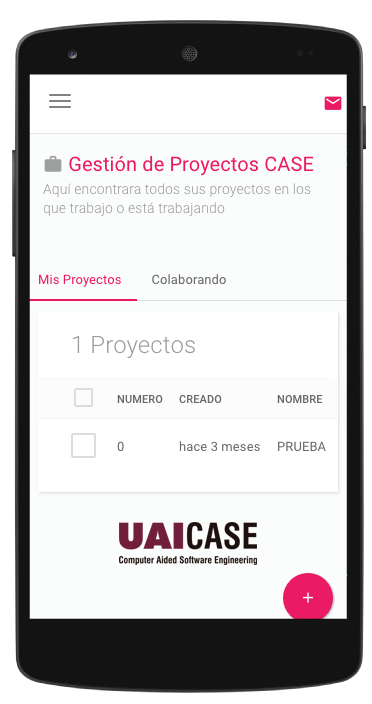 Gestión de Proyectos CASE
Aquí encontrara todos sus proyectos en los
que trabajo o está trabajando
Mis Proyectos Colaborando
1 Proyectos
NUMERO CREADO NOMBRE
0 hace 3 meses PRUEBA
UAICASE
Computer Aided Software Engineering
+